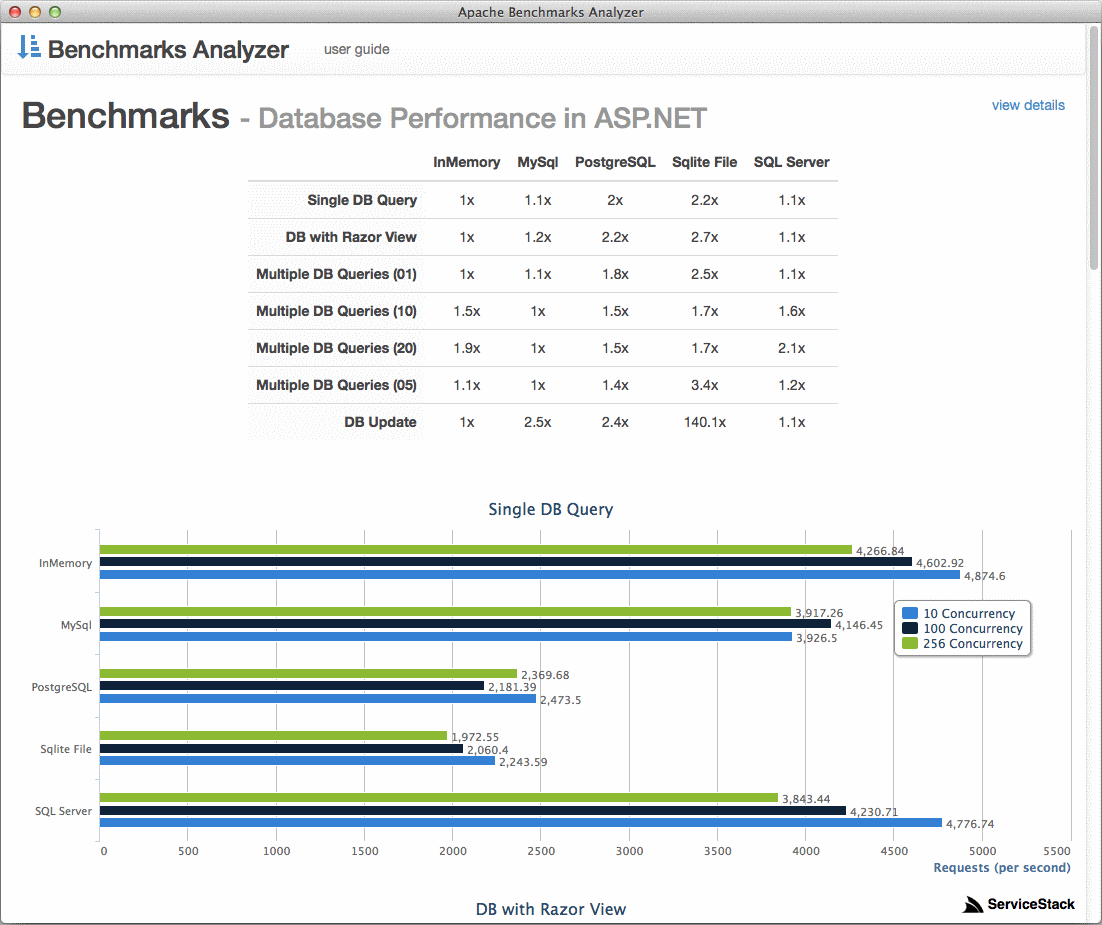 Apache Benchmarks Analyzer
Benchmarks Analyzer user guide
Benchmarks - Database Performance in ASP.NET view details
InMemory MySql PostgreSQL Sqlite File SQL Server
Single DB Query 1x 1.1x 2x 2.2x 1.1x
DB with Razor View 1x 1.2x 2.2x 2.7x 1.1x
Multiple DB Queries (01) 1x 1.1x 1.8x 2.5x 1.1x
Multiple DB Queries (10) 1.5x 1x 1.5x 1.7x 1.6x
Multiple DB Queries (20) 1.9x 1x 1.5x 1.7x 2.1x
Multiple DB Queries (05) 1.1x 1x 1.4x 3.4x 1.2x
DB Update 1x 2.5x 2.4x 140.1x 1.1x
Single DB Query
4,266.84
InMemory 4,602.92
4,874.6
3,917.26
MySql 4,146.45
3,926.5
10 Concurrency
100 Concurrency
256 Concurrency
2,369.68
PostgreSQL 2,181.39
2,473.5
1,972.55
Sqlite File 2,060.4
2,243.59
3,843.44
SQL Server 4,230.71
4,776.74
0 500 1000 1500 2000 2500 3000 3500 4000 4500 5000 5500
Requests (per second)
ServiceStack
DB with Razor View